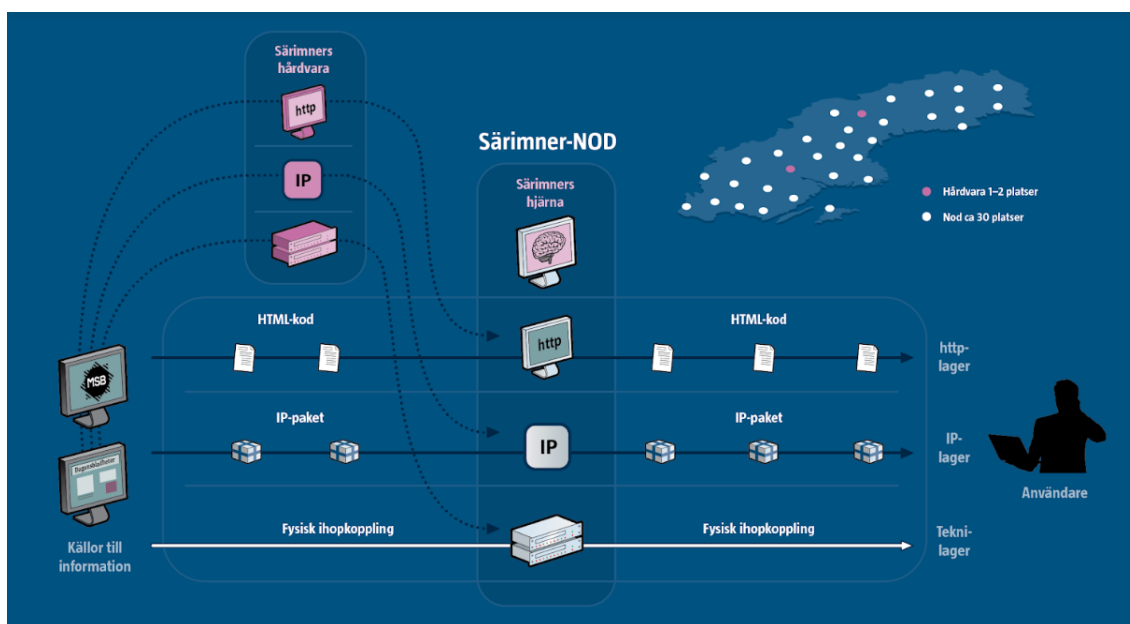 Särimners
hårdvara
http
IP
Särimner-NOD
Särimners
hjärna
Hårdvara 1–2 platser
Nod ca 30 platser
HTML-kod
HTML-kod
http
http-
lager
MSB
IP-paket
IP-paket
IP
IP-
lager
Dagensbladheter
Användare
Fysisk ihopkoppling
Fysisk ihopkoppling
Tekni-
lager
Källor till
information